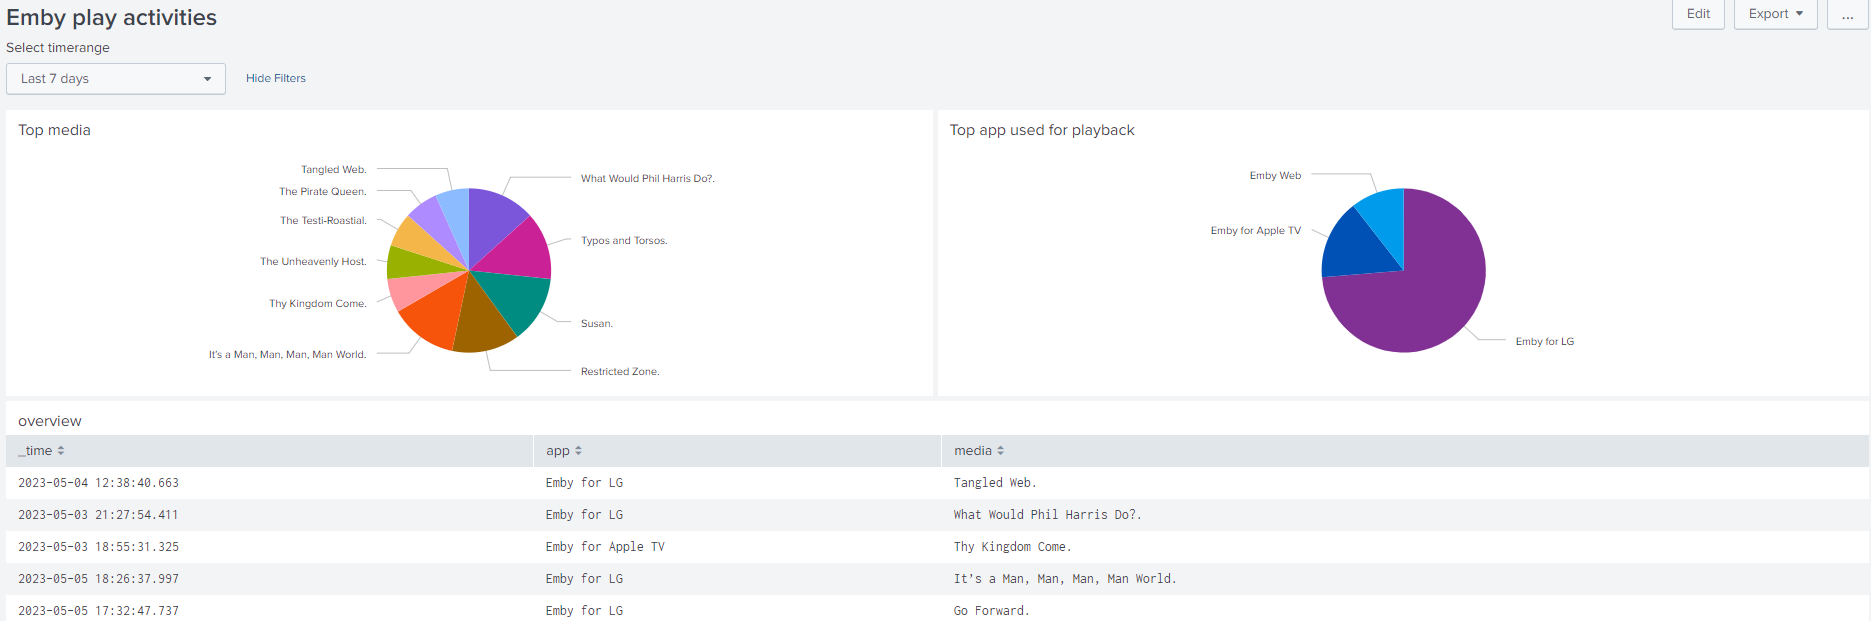 Emby play activities
Edit
Export
...
Select timerange
Last 7 days
Hide Filters
Top media
Tangled Web.
The Pirate Queen.
The Testi-Roastial.
The Unheavenly Host.
Thy Kingdom Come.
It's a Man, Man, Man, Man World.
What Would Phil Harris Do?.
Typos and Torsos.
Susan.
Restricted Zone.
Top app used for playback
Emby Web
Emby for Apple TV
Emby for LG
overview
_time app media
2023-05-04 12:38:40.663 Emby for LG Tangled Web.
2023-05-03 21:27:54.411 Emby for LG What Would Phil Harris Do?.
2023-05-03 18:55:31.325 Emby for Apple TV Thy Kingdom Come.
2023-05-05 18:26:37.997 Emby for LG It’s a Man, Man, Man, Man World.
2023-05-05 17:32:47.737 Emby for LG Go Forward.